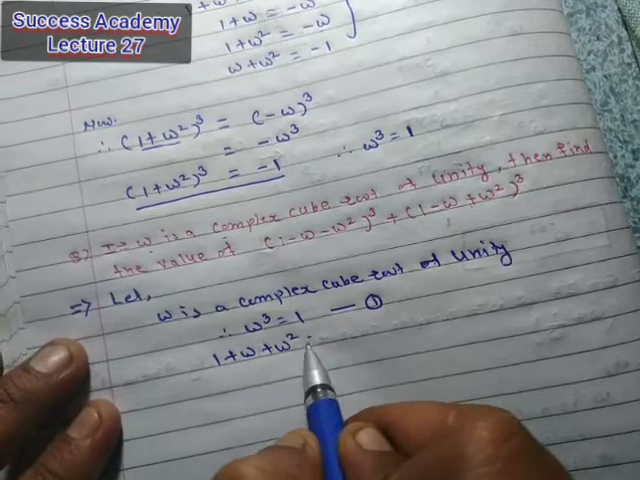 Success Academy
Lecture 27
1+ω = -ω²
1+ω² = -ω
ω+ω² = -1
Now.
∴ (1+ω²)³ = (-ω)³
= -ω³ ∴ ω³=1
(1+ω²)³ = -1
If ω is a complex cube root of unity, then find
the value of (1-ω-ω²)³ + (1-ω+ω²)³
⇒ Let,
ω is a complex cube root of unity
∴ ω³=1 — ①
1+ω+ω²